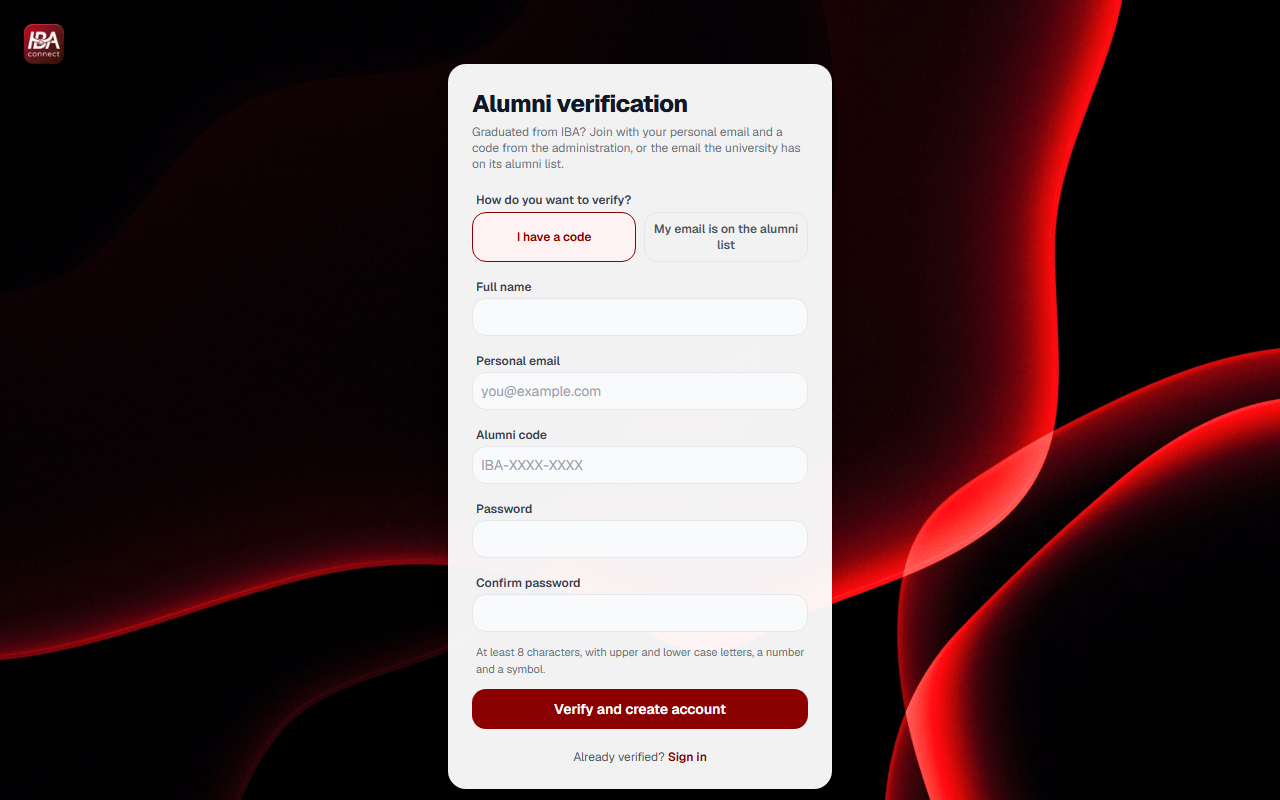 IBA
connect
Alumni verification
Graduated from IBA? Join with your personal email and a
code from the administration, or the email the university has
on its alumni list.
How do you want to verify?
I have a code
My email is on the alumni
list
Full name
Personal email
you@example.com
Alumni code
IBA-XXXX-XXXX
Password
Confirm password
At least 8 characters, with upper and lower case letters, a number
and a symbol.
Verify and create account
Already verified? Sign in